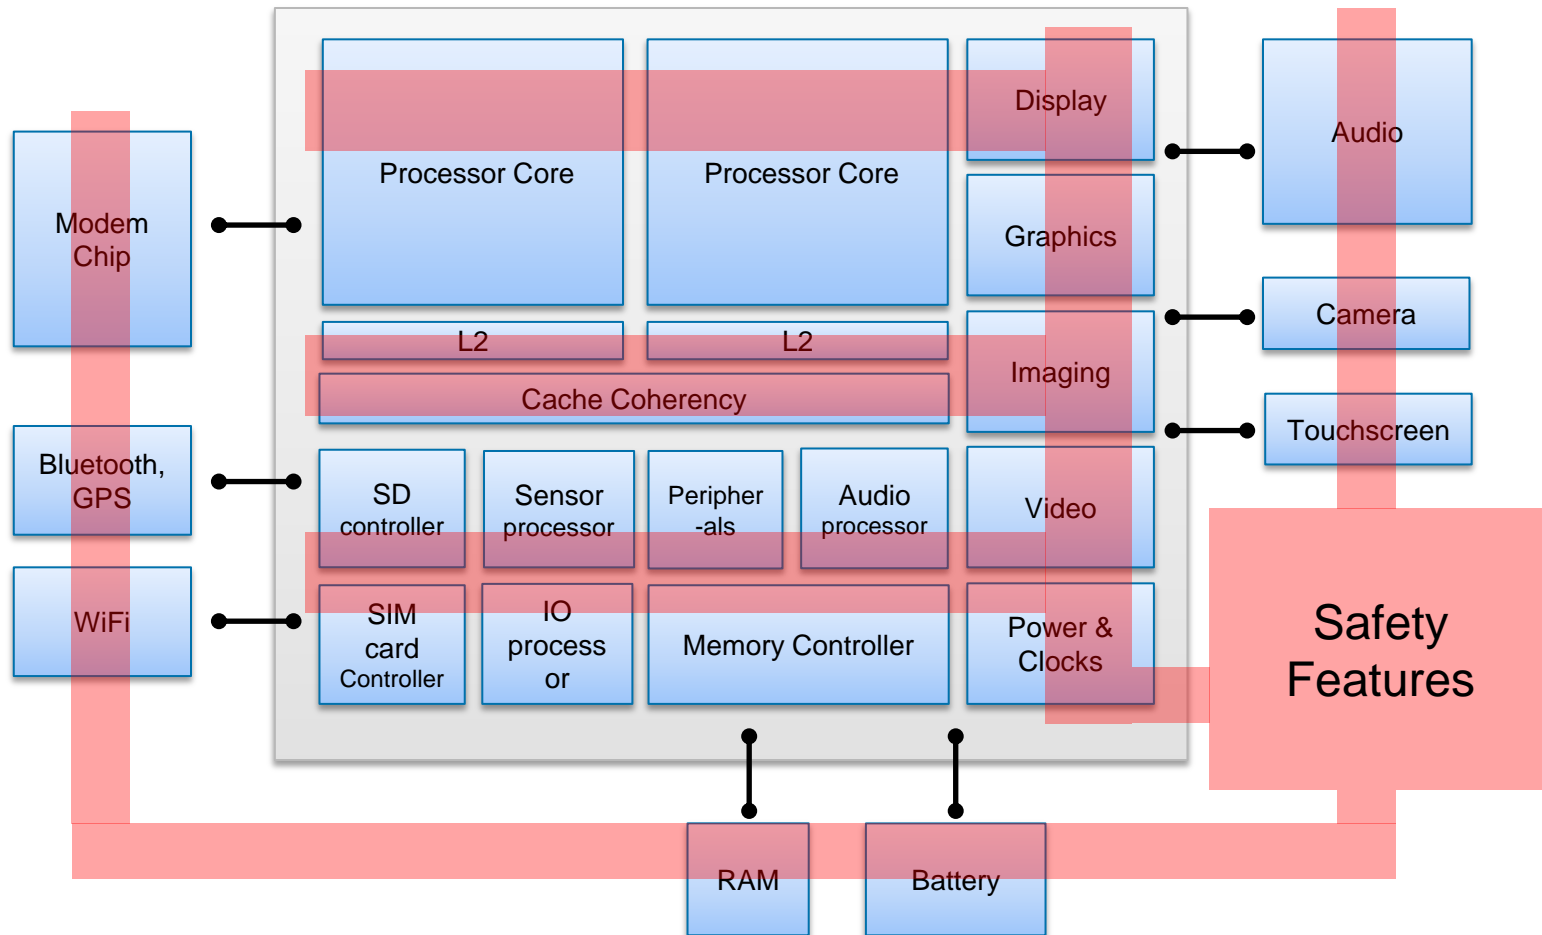 Display
Audio
Processor Core
Processor Core
Modem
Chip
Graphics
Camera
L2
L2
Imaging
Cache Coherency
Touchscreen
Bluetooth,
GPS
SD
controller
Sensor
processor
Peripher
-als
Audio
processor
Video
WiFi
SIM
card
Controller
IO
process
or
Memory Controller
Power &
Clocks
Safety
Features
RAM
Battery